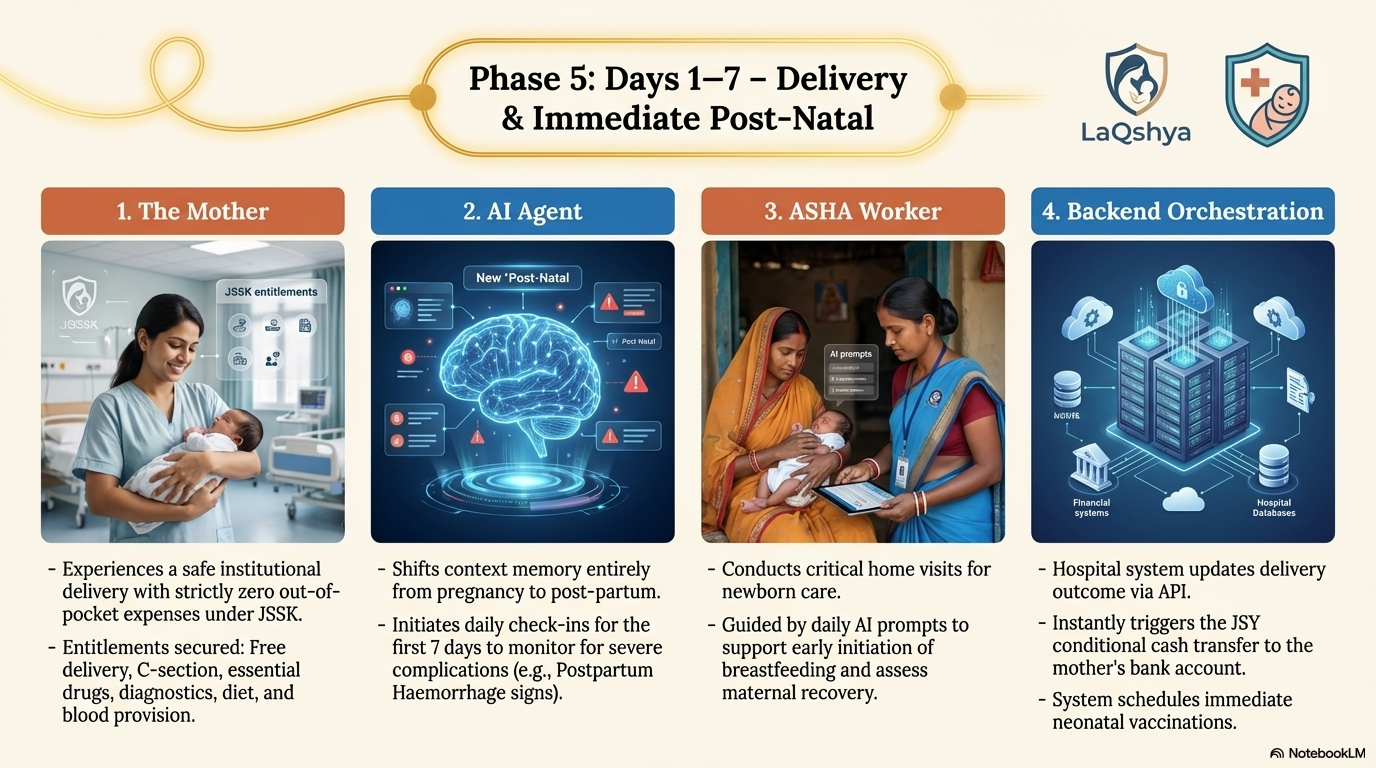 Phase 5: Days 1—7 – Delivery
& Immediate Post-Natal
LaQshya
1. The Mother
2. AI Agent
3. ASHA Worker
4. Backend Orchestration
JSSK entitlements
New 'Post-Natal
Post Natal
AI prompts
Financial
systems
Hospital
Databases
- Experiences a safe institutional
delivery with strictly zero out-of-
pocket expenses under JSSK.
- Entitlements secured: Free
delivery, C-section, essential
drugs, diagnostics, diet, and
blood provision.
- Shifts context memory entirely
from pregnancy to post-partum.
- Initiates daily check-ins for the
first 7 days to monitor for severe
complications (e.g., Postpartum
Haemorrhage signs).
- Conducts critical home visits for
newborn care.
- Guided by daily AI prompts to
support early initiation of
breastfeeding and assess
maternal recovery.
- Hospital system updates delivery
outcome via API.
- Instantly triggers the JSY
conditional cash transfer to the
mother's bank account.
- System schedules immediate
neonatal vaccinations.
NotebookLM